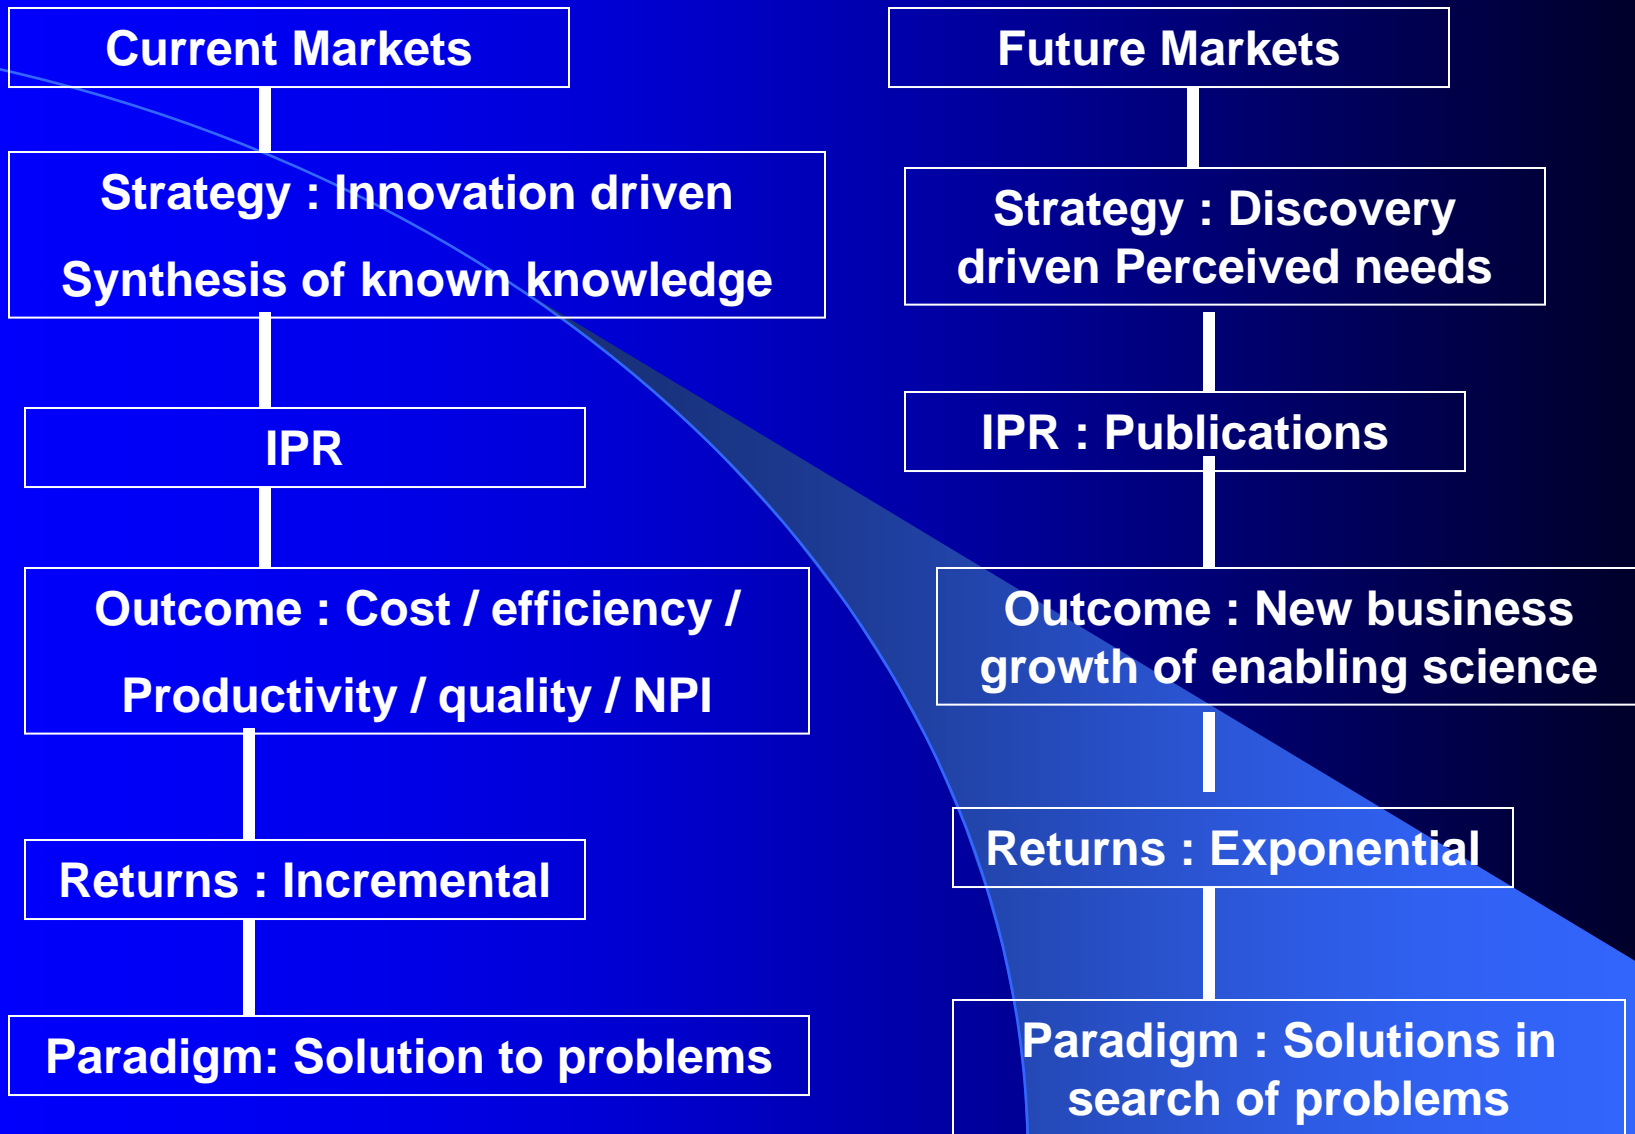 Current Markets
Strategy : Innovation driven
Synthesis of known knowledge
IPR
Outcome : Cost / efficiency /
Productivity / quality / NPI
Returns : Incremental
Paradigm: Solution to problems
Future Markets
Strategy : Discovery
driven Perceived needs
IPR : Publications
Outcome : New business
growth of enabling science
Returns : Exponential
Paradigm : Solutions in
search of problems